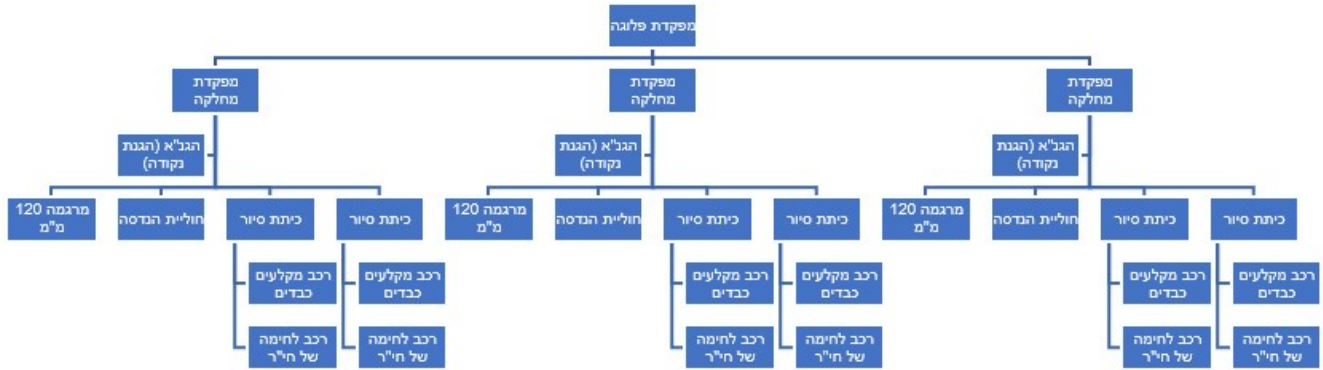 מפקדת פלוגה
מפקדת
מחלקה
מפקדת
מחלקה
מפקדת
מחלקה
הגנ"א (הגנת
נקודה)
הגנ"א (הגנת
נקודה)
הגנ"א (הגנת
נקודה)
כיתת סיור
כיתת סיור
חוליית הנדסה
מרגמה 120
מ"מ
כיתת סיור
כיתת סיור
חוליית הנדסה
מרגמה 120
מ"מ
כיתת סיור
כיתת סיור
חוליית הנדסה
מרגמה 120
מ"מ
רכב מקלעים
כבדים
רכב מקלעים
כבדים
רכב מקלעים
כבדים
רכב מקלעים
כבדים
רכב מקלעים
כבדים
רכב מקלעים
כבדים
רכב לחימה
של חי"ר
רכב לחימה
של חי"ר
רכב לחימה
של חי"ר
רכב לחימה
של חי"ר
רכב לחימה
של חי"ר
רכב לחימה
של חי"ר